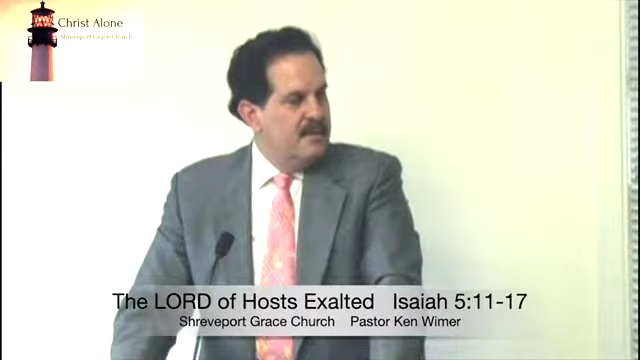 Christ Alone
Shreveport Grace Church
The LORD of Hosts Exalted   Isaiah 5:11-17
Shreveport Grace Church   Pastor Ken Wimer